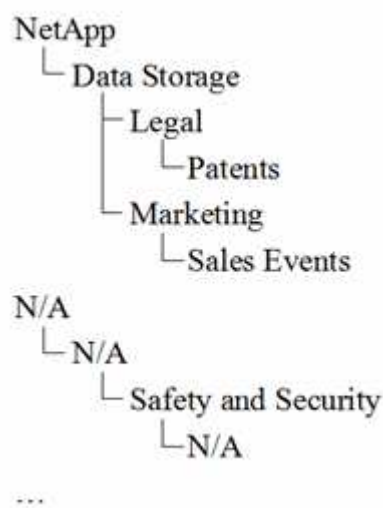 NetApp
Data Storage
Legal
Patents
Marketing
Sales Events
N/A
N/A
Safety and Security
N/A
...